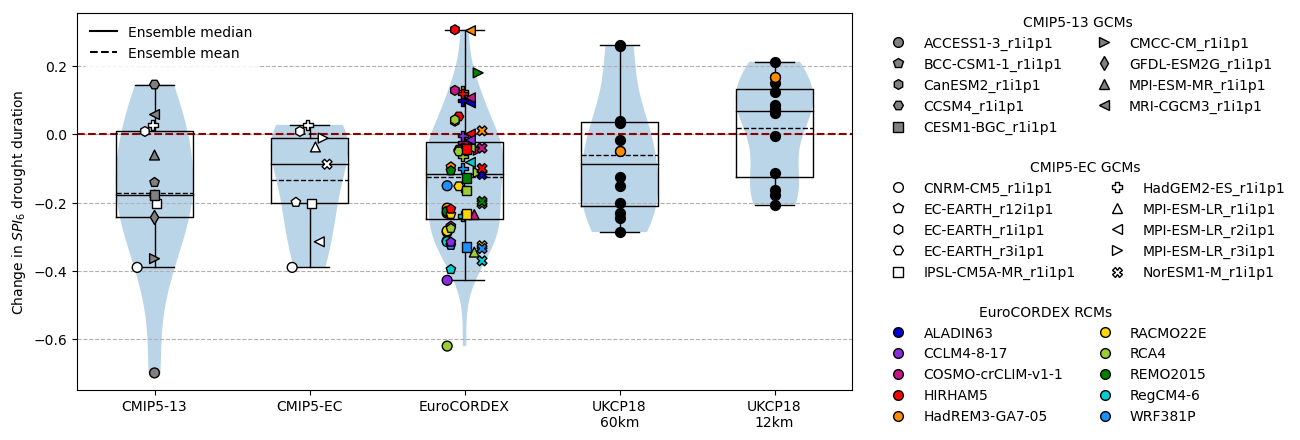 Ensemble median
Ensemble mean
Change in SPI6 drought duration
0.2
0.0
−0.2
−0.4
−0.6
CMIP5-13
CMIP5-EC
EuroCORDEX
UKCP18
60km
UKCP18
12km
CMIP5-13 GCMs
ACCESS1-3_r1i1p1
BCC-CSM1-1_r1i1p1
CanESM2_r1i1p1
CCSM4_r1i1p1
CESM1-BGC_r1i1p1
CMCC-CM_r1i1p1
GFDL-ESM2G_r1i1p1
MPI-ESM-MR_r1i1p1
MRI-CGCM3_r1i1p1
CMIP5-EC GCMs
CNRM-CM5_r1i1p1
EC-EARTH_r12i1p1
EC-EARTH_r1i1p1
EC-EARTH_r3i1p1
IPSL-CM5A-MR_r1i1p1
HadGEM2-ES_r1i1p1
MPI-ESM-LR_r1i1p1
MPI-ESM-LR_r2i1p1
MPI-ESM-LR_r3i1p1
NorESM1-M_r1i1p1
EuroCORDEX RCMs
ALADIN63
CCLM4-8-17
COSMO-crCLIM-v1-1
HIRHAM5
HadREM3-GA7-05
RACMO22E
RCA4
REMO2015
RegCM4-6
WRF381P